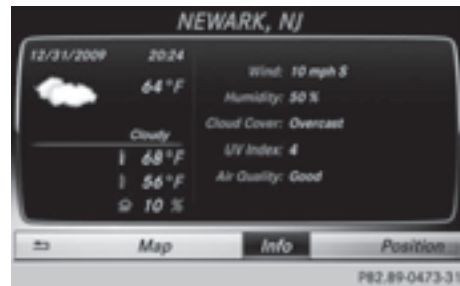 NEWARK, NJ
12/31/2009 20:24
64°F
Cloudy
68°F
56°F
10 %
Wind: 10 mph S
Humidity: 50 %
Cloud Cover: Overcast
UV Index: 4
Air Quality: Good
Map Info Position
P82.89-0473-31